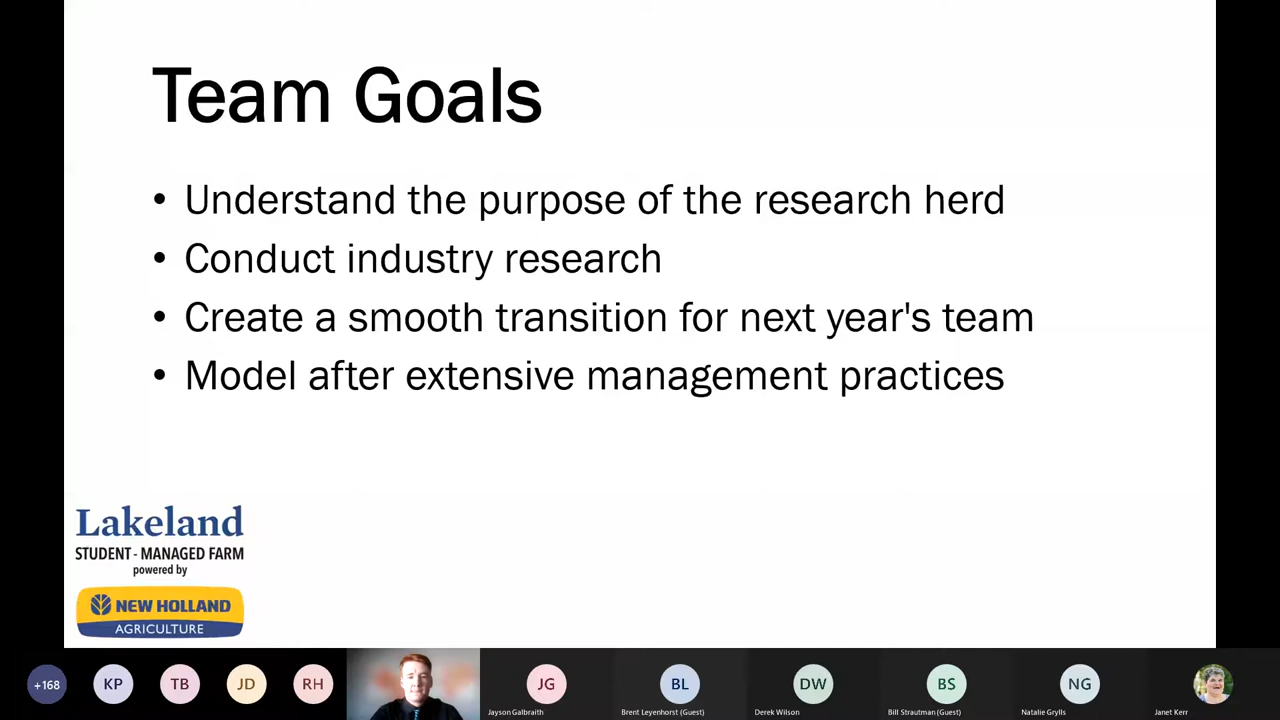 Team Goals
• Understand the purpose of the research herd
• Conduct industry research
• Create a smooth transition for next year's team
• Model after extensive management practices
Lakeland
STUDENT - MANAGED FARM
powered by
NEW HOLLAND
AGRICULTURE
+168
KP
TB
JD
RH
JG
BL
DW
BS
NG
Jayson Galbraith
Brent Leyenhorst (Guest)
Derek Wilson
Bill Strautman (Guest)
Natalie Grylls
Janet Kerr